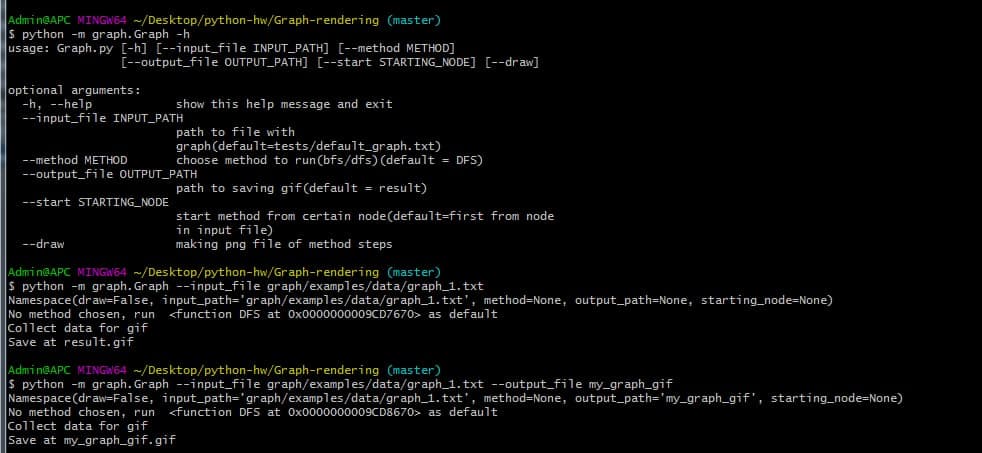 Admin@APC MINGW64 ~/Desktop/python-hw/Graph-rendering (master)
$ python -m graph.Graph -h
usage: Graph.py [-h] [--input_file INPUT_PATH] [--method METHOD]
                [--output_file OUTPUT_PATH] [--start STARTING_NODE] [--draw]

optional arguments:
  -h, --help            show this help message and exit
  --input_file INPUT_PATH
                        path to file with
                        graph(default=tests/default_graph.txt)
  --method METHOD       choose method to run(bfs/dfs)(default = DFS)
  --output_file OUTPUT_PATH
                        path to saving gif(default = result)
  --start STARTING_NODE
                        start method from certain node(default=first from node
                        in input file)
  --draw                making png file of method steps

Admin@APC MINGW64 ~/Desktop/python-hw/Graph-rendering (master)
$ python -m graph.Graph --input_file graph/examples/data/graph_1.txt
Namespace(draw=False, input_path='graph/examples/data/graph_1.txt', method=None, output_path=None, starting_node=None)
No method chosen, run  <function DFS at 0x0000000009CD7670> as default
Collect data for gif
Save at result.gif

Admin@APC MINGW64 ~/Desktop/python-hw/Graph-rendering (master)
$ python -m graph.Graph --input_file graph/examples/data/graph_1.txt --output_file my_graph_gif
Namespace(draw=False, input_path='graph/examples/data/graph_1.txt', method=None, output_path='my_graph_gif', starting_node=None)
No method chosen, run  <function DFS at 0x0000000009CD8670> as default
Collect data for gif
Save at my_graph_gif.gif